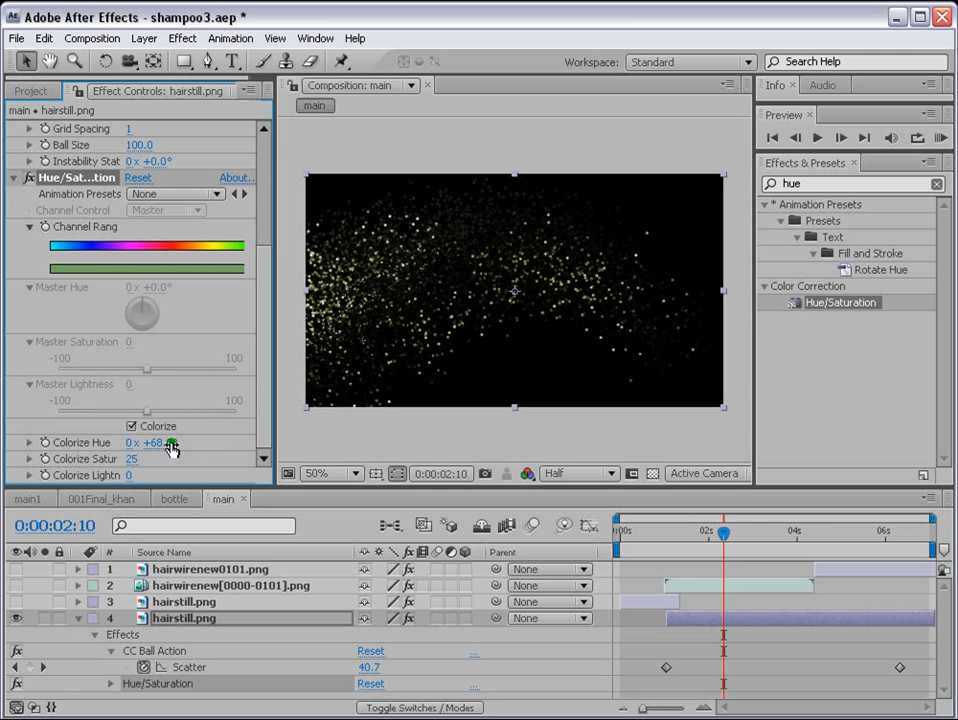 Adobe After Effects - shampoo3.aep *
File Edit Composition Layer Effect Animation View Window Help
Workspace: Standard Search Help
Project Effect Controls: hairstill.png Composition: main Info × Audio
main • hairstill.png main
Grid Spacing 1 Preview ×
Ball Size 100.0
Instability Stat 0 x +0.0° Effects & Presets ×
fx Hue/Sat...tion Reset About... hue
Animation Presets None * Animation Presets
Channel Control Master Presets
Channel Rang Text
Fill and Stroke
Rotate Hue
Master Hue 0 x +0.0° Color Correction
Hue/Saturation
Master Saturation 0
-100 100
Master Lightness 0
-100 100
Colorize
Colorize Hue 0 x +68.
Colorize Satur 25
Colorize Lightn 0 50% 0:00:02:10 Half Active Camera
main1 001Final_khan bottle main ×
0:00:02:10 :00s 02s 04s 06s
# Source Name Parent
1 hairwirenew0101.png None
2 hairwirenew[0000-0101].png None
3 hairstill.png None
4 hairstill.png None
Effects
CC Ball Action Reset ...
Scatter 40.7
Hue/Saturation Reset ...
Toggle Switches / Modes